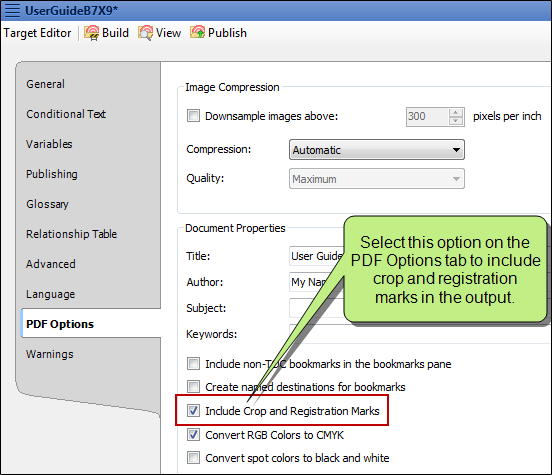 UserGuideB7X9*
Target Editor Build View Publish
General
Conditional Text
Variables
Publishing
Glossary
Relationship Table
Advanced
Language
PDF Options
Warnings
Image Compression
Downsample images above: 300 pixels per inch
Compression: Automatic
Quality: Maximum
Document Properties
Title: User Guide
Author: My Nam
Subject:
Keywords:
Select this option on the
PDF Options tab to include
crop and registration
marks in the output.
Include non-TOC bookmarks in the bookmarks pane
Create named destinations for bookmarks
Include Crop and Registration Marks
Convert RGB Colors to CMYK
Convert spot colors to black and white